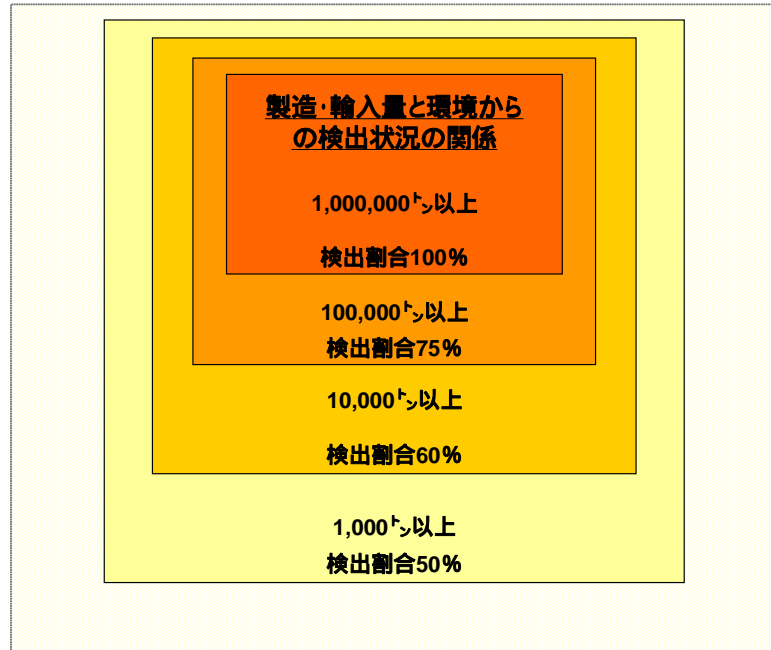 製造・輸入量と環境から
の検出状況の関係
1,000,000㌧以上
検出割合100%
100,000㌧以上
検出割合75%
10,000㌧以上
検出割合60%
1,000㌧以上
検出割合50%